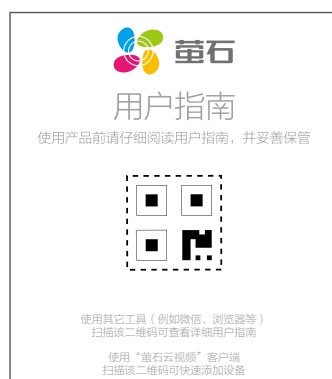 萤石
用户指南
使用产品前请仔细阅读用户指南，并妥善保管
使用其它工具（例如微信、浏览器等）
扫描该二维码可查看详细用户指南
使用“萤石云视频”客户端
扫描该二维码可快速添加设备